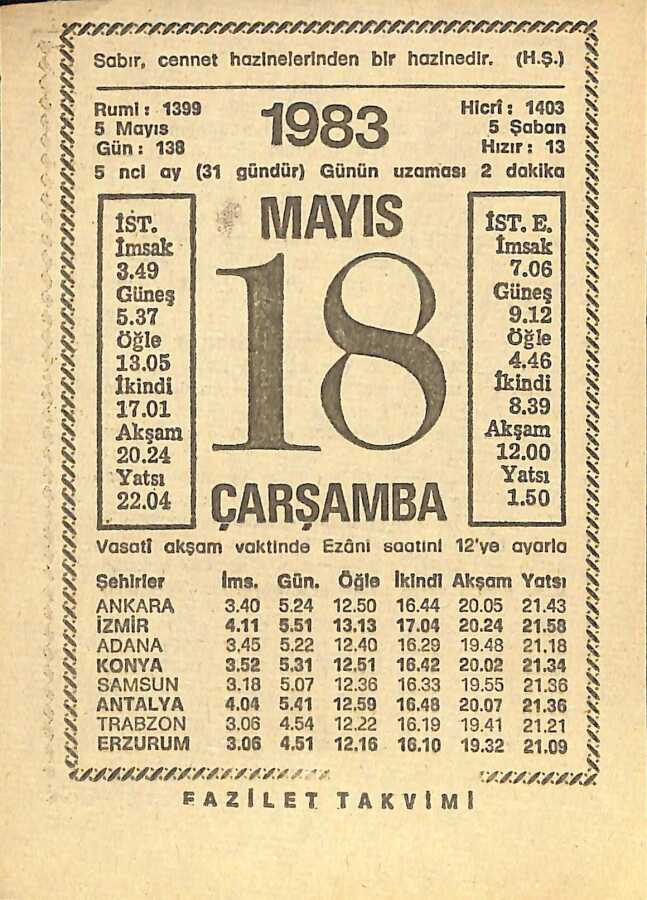 Sabır, cennet hazinelerinden bir hazinedir. (H.Ş.)
Rumî: 1399
5 Mayıs
Gün: 138
1983
Hicrî: 1403
5 Şaban
Hızır: 13
5 nci ay (31 gündür) Günün uzaması 2 dakika
İST.
İmsak
3.49
Güneş
5.37
Öğle
13.05
İkindi
17.01
Akşam
20.24
Yatsı
22.04
MAYIS
18
ÇARŞAMBA
İST. E.
İmsak
7.06
Güneş
9.12
Öğle
4.46
İkindi
8.39
Akşam
12.00
Yatsı
1.50
Vasatî akşam vaktinde Ezânî saatini 12'ye ayarla
Şehirler İms. Gün. Öğle İkindi Akşam Yatsı
ANKARA 3.40 5.24 12.50 16.44 20.05 21.43
İZMİR 4.11 5.51 13.13 17.04 20.24 21.58
ADANA 3.45 5.22 12.40 16.29 19.48 21.18
KONYA 3.52 5.31 12.51 16.42 20.02 21.34
SAMSUN 3.18 5.07 12.36 16.33 19.55 21.36
ANTALYA 4.04 5.41 12.59 16.48 20.07 21.36
TRABZON 3.06 4.54 12.22 16.19 19.41 21.21
ERZURUM 3.06 4.51 12.16 16.10 19.32 21.09
FAZİLET TAKVİMİ